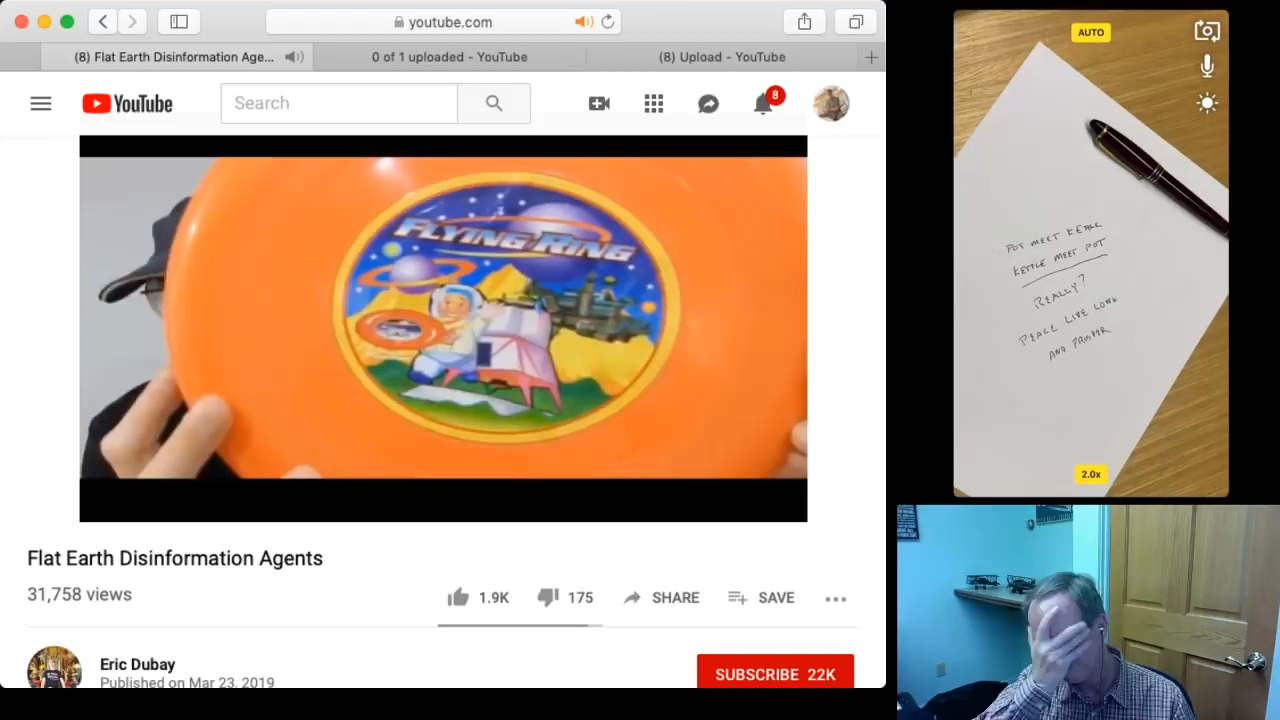 youtube.com
(8) Flat Earth Disinformation Age...
0 of 1 uploaded - YouTube
(8) Upload - YouTube
YouTube
Search
8
FLYING RING
Flat Earth Disinformation Agents
31,758 views
1.9K
175
SHARE
SAVE
Eric Dubay
Published on Mar 23, 2019
SUBSCRIBE 22K
AUTO
POT MEET KETTLE
KETTLE MEET POT
REALLY?
PEACE LIVE LONG
AND PROSPER
2.0x